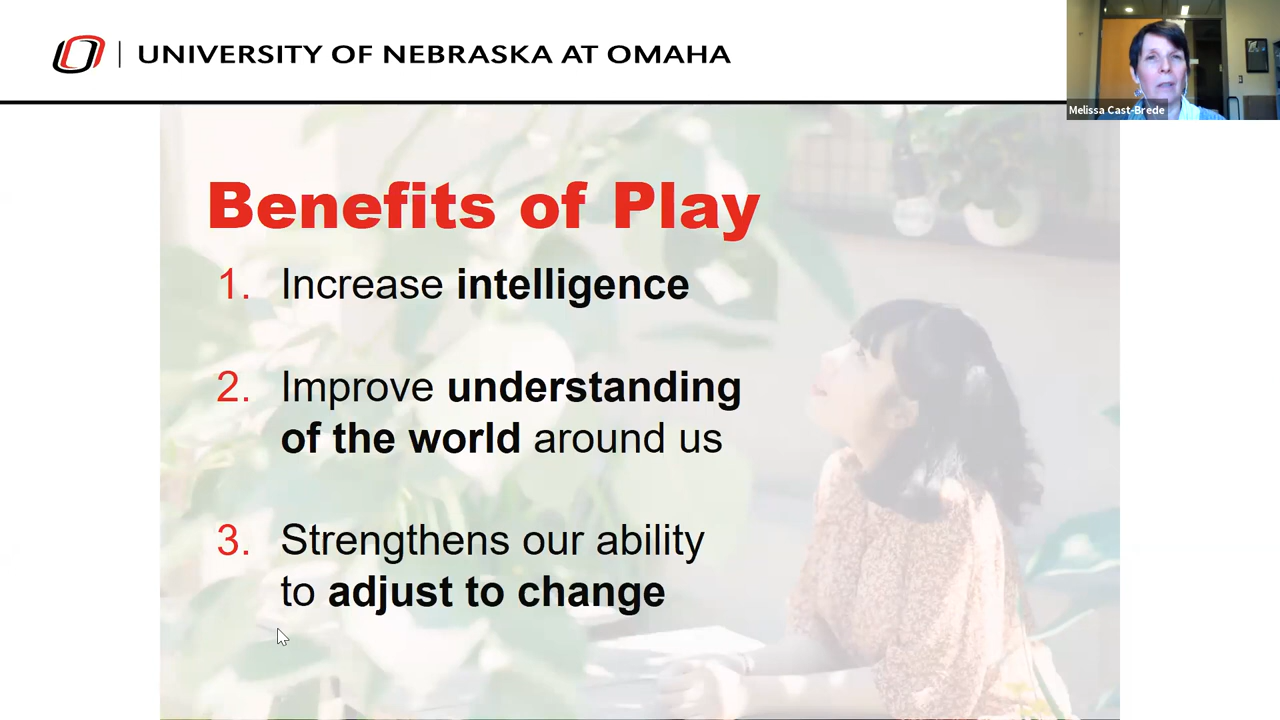 UNIVERSITY OF NEBRASKA AT OMAHA
Melissa Cast-Brede
Benefits of Play
1. Increase intelligence
2. Improve understanding
of the world around us
3. Strengthens our ability
to adjust to change